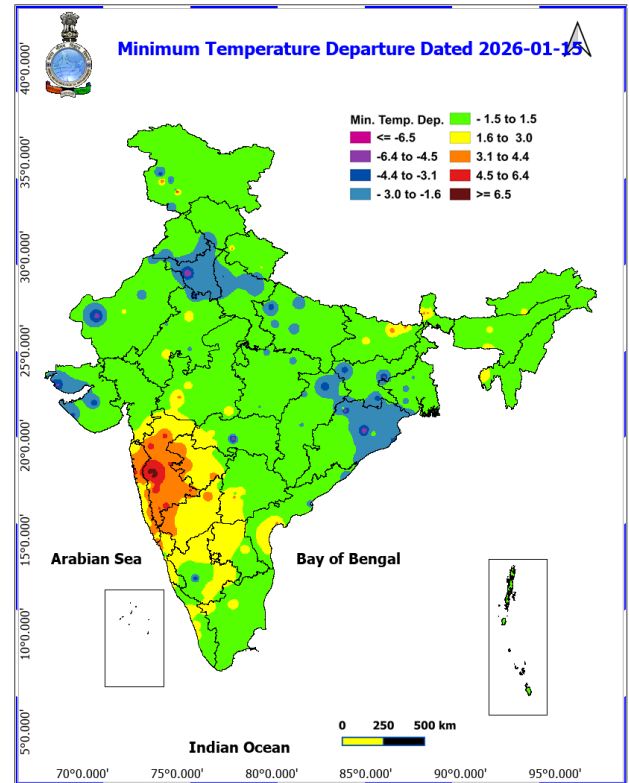 Minimum Temperature Departure Dated 2026-01-15
Min. Temp. Dep.
<= -6.5
-6.4 to -4.5
-4.4 to -3.1
- 3.0 to -1.6
- 1.5 to 1.5
1.6 to 3.0
3.1 to 4.4
4.5 to 6.4
>= 6.5
40°0.000'
35°0.000'
30°0.000'
25°0.000'
20°0.000'
15°0.000'
10°0.000'
5°0.000'
Arabian Sea
Bay of Bengal
Indian Ocean
0 250 500 km
70°0.000' 75°0.000' 80°0.000' 85°0.000' 90°0.000' 95°0.000'